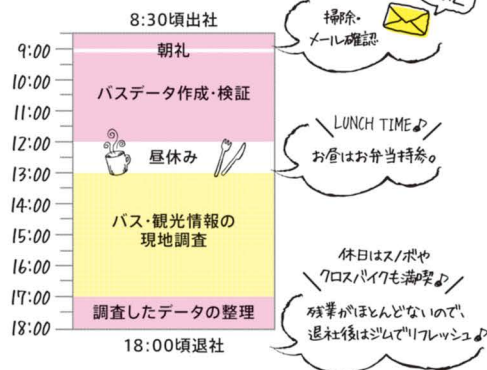 8:30頃出社
9:00
朝礼
掃除・
メール確認
10:00
バスデータ作成・検証
11:00
12:00
LUNCH TIME♪
昼休み
お昼はお弁当持参。
13:00
14:00
バス・観光情報の
現地調査
15:00
16:00
休日はスノボや
クロスバイクも満喫♪
17:00
調査したデータの整理
残業がほとんどないので、
退社後はジムでリフレッシュ♪
18:00
18:00頃退社